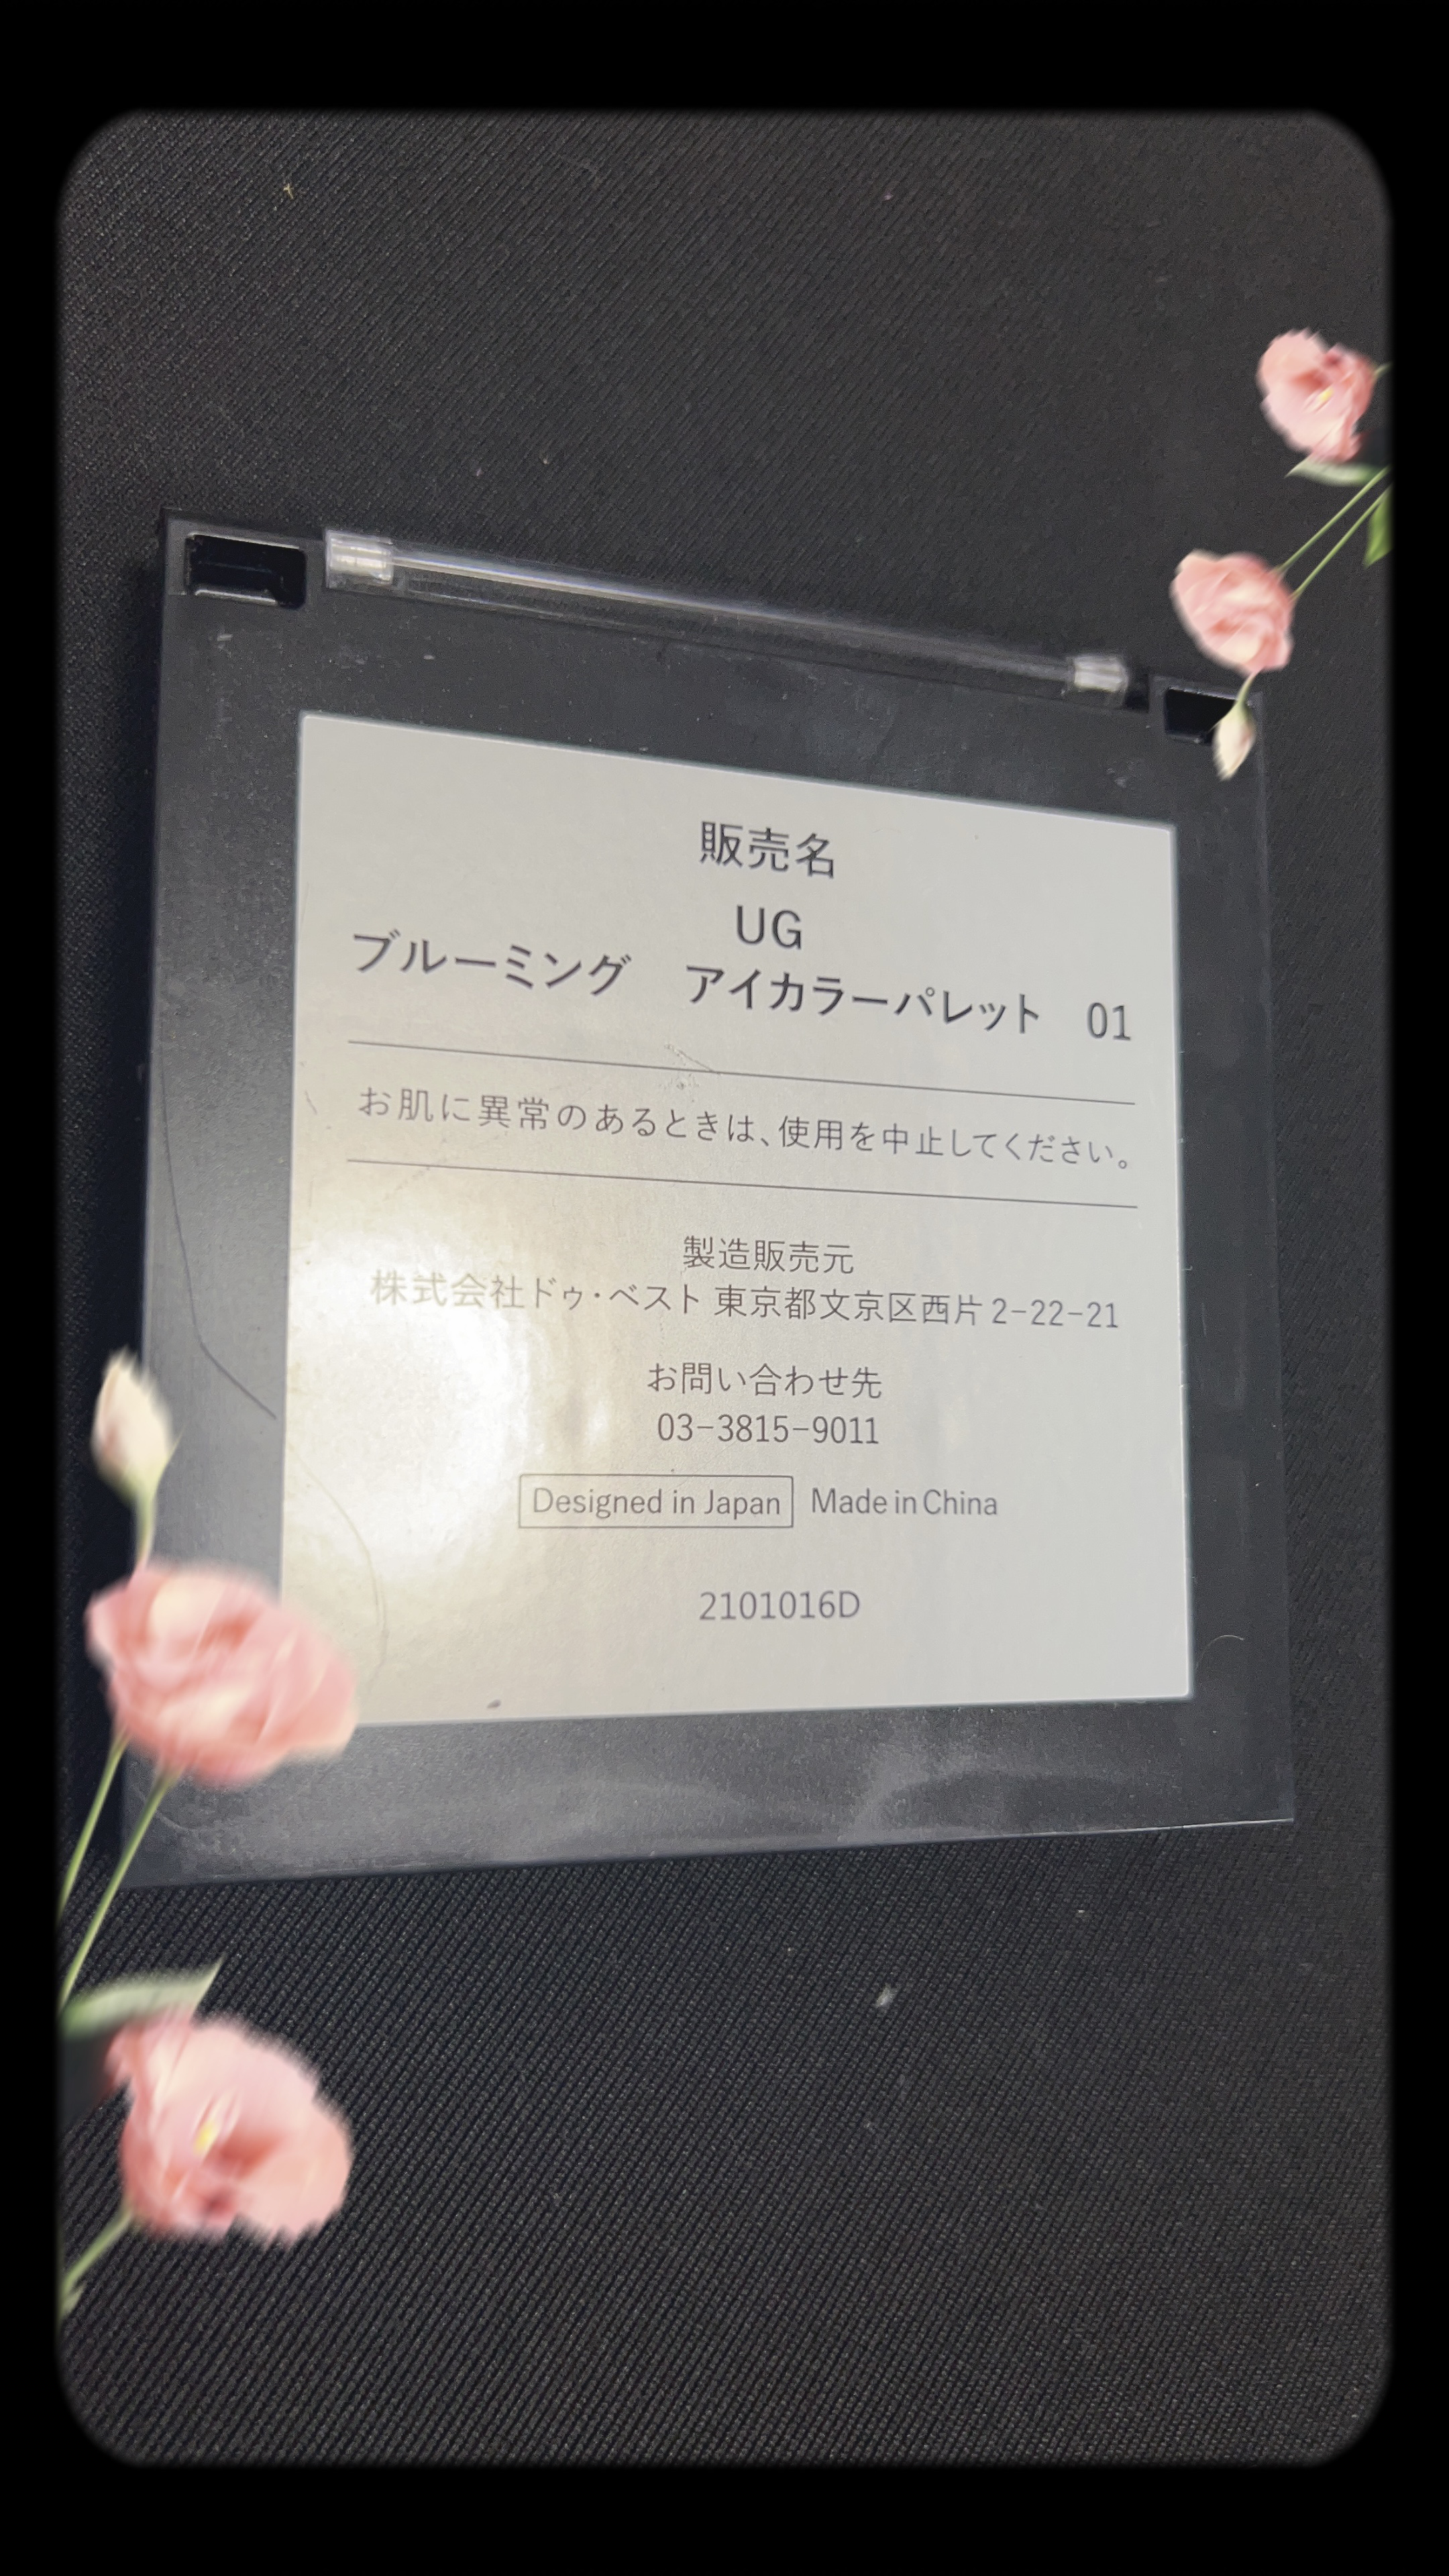 販売名
UG
ブルーミング　アイカラーパレット　01
お肌に異常のあるときは、使用を中止してください。
製造販売元
株式会社ドゥ・ベスト 東京都文京区西片 2-22-21
お問い合わせ先
03-3815-9011
Designed in Japan Made in China
2101016D